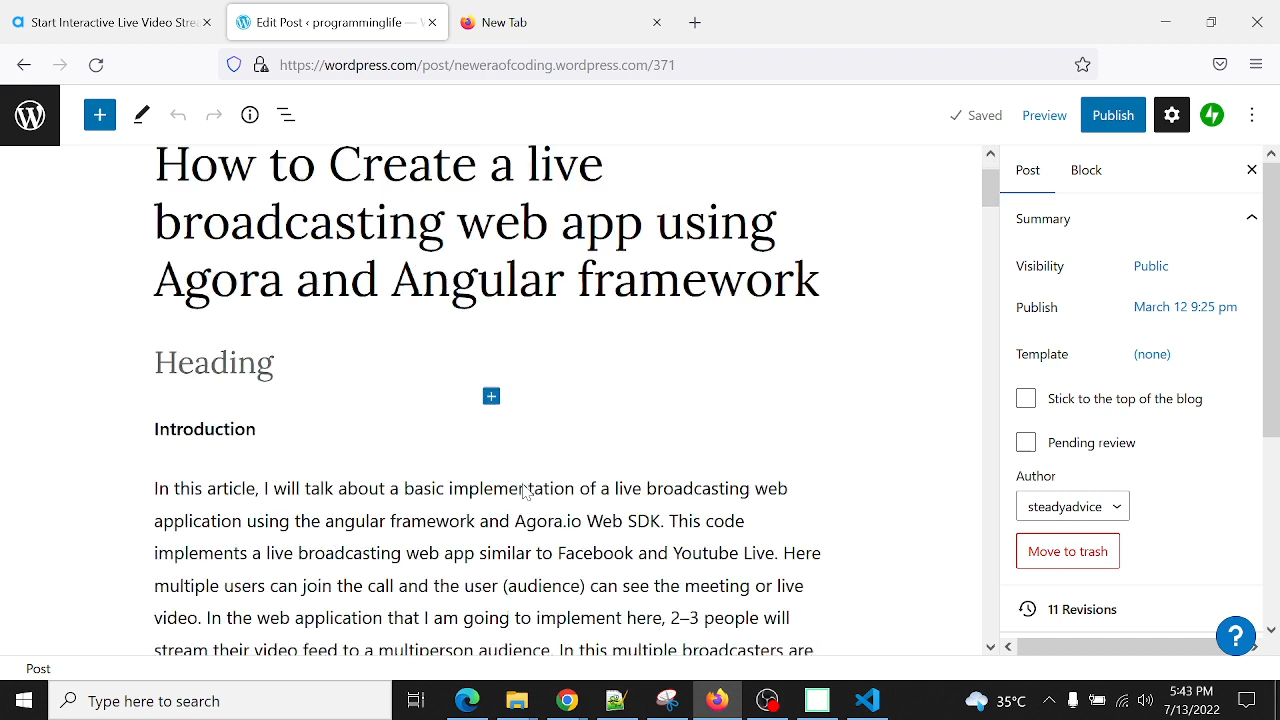 Start Interactive Live Video Stre
Edit Post ‹ programminglife —
New Tab
https://wordpress.com/post/neweraofcoding.wordpress.com/371
Saved
Preview
Publish
How to Create a live
broadcasting web app using
Agora and Angular framework
Heading
Introduction
In this article, I will talk about a basic implementation of a live broadcasting web
application using the angular framework and Agora.io Web SDK. This code
implements a live broadcasting web app similar to Facebook and Youtube Live. Here
multiple users can join the call and the user (audience) can see the meeting or live
video. In the web application that I am going to implement here, 2–3 people will
stream their video feed to a multiperson audience. In this multiple broadcasters are
Post
Block
Summary
Visibility
Public
Publish
March 12 9:25 pm
Template
(none)
Stick to the top of the blog
Pending review
Author
steadyadvice
Move to trash
11 Revisions
?
Post
Type here to search
35°C
5:43 PM
7/13/2022